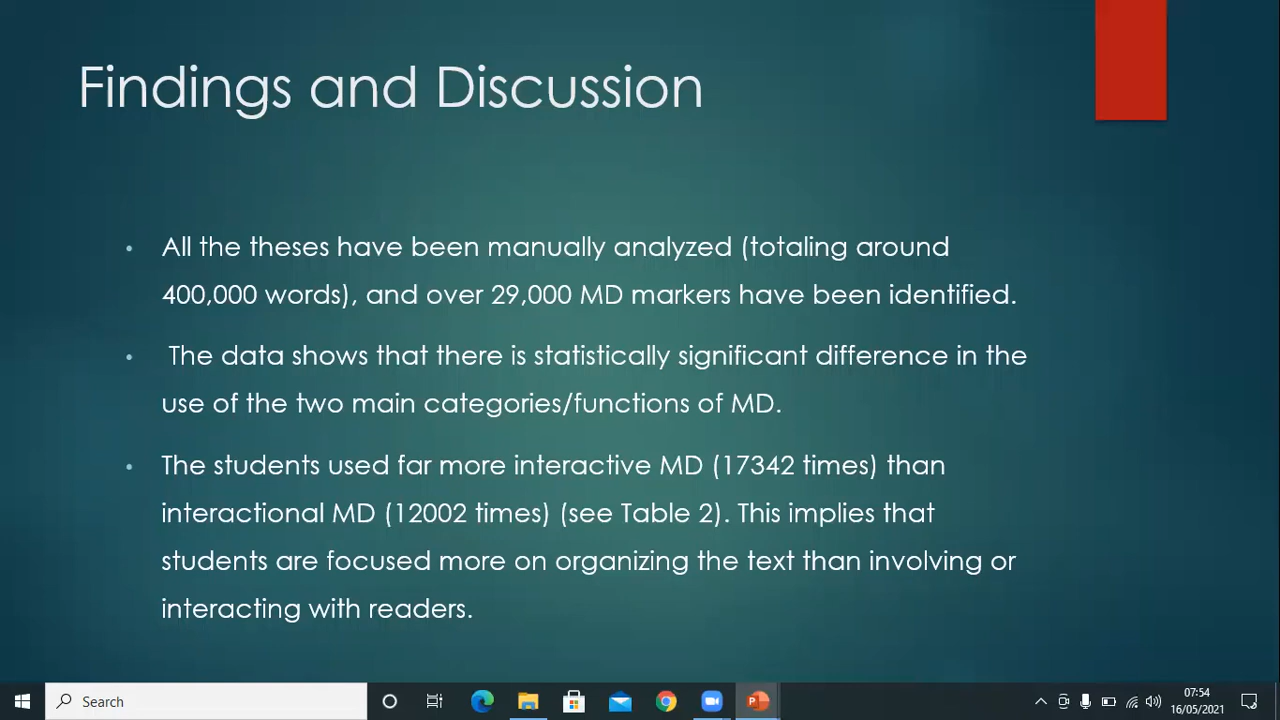 Findings and Discussion
• All the theses have been manually analyzed (totaling around
400,000 words), and over 29,000 MD markers have been identified.
• The data shows that there is statistically significant difference in the
use of the two main categories/functions of MD.
• The students used far more interactive MD (17342 times) than
interactional MD (12002 times) (see Table 2). This implies that
students are focused more on organizing the text than involving or
interacting with readers.
Search
07:54
16/05/2021